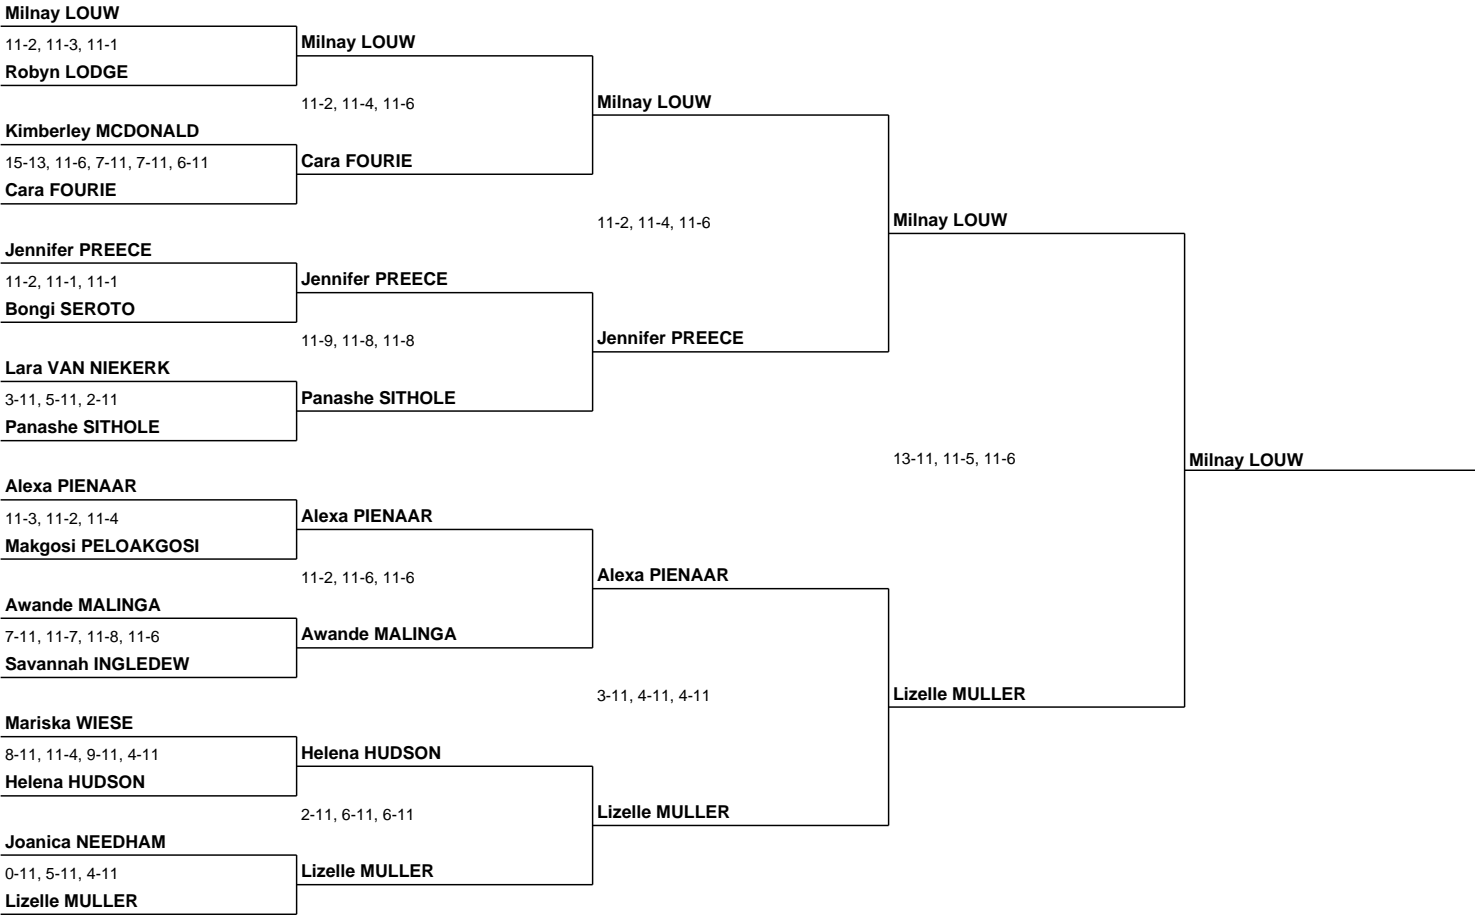 Milnay LOUW
11-2, 11-3, 11-1
Robyn LODGE
Kimberley MCDONALD
15-13, 11-6, 7-11, 7-11, 6-11
Cara FOURIE
Jennifer PREECE
11-2, 11-1, 11-1
Bongi SEROTO
Lara VAN NIEKERK
3-11, 5-11, 2-11
Panashe SITHOLE
Alexa PIENAAR
11-3, 11-2, 11-4
Makgosi PELOAKGOSI
Awande MALINGA
7-11, 11-7, 11-8, 11-6
Savannah INGLEDEW
Mariska WIESE
8-11, 11-4, 9-11, 4-11
Helena HUDSON
Joanica NEEDHAM
0-11, 5-11, 4-11
Lizelle MULLER
Milnay LOUW
11-2, 11-4, 11-6
Cara FOURIE
Jennifer PREECE
11-9, 11-8, 11-8
Panashe SITHOLE
Alexa PIENAAR
11-2, 11-6, 11-6
Awande MALINGA
Helena HUDSON
2-11, 6-11, 6-11
Lizelle MULLER
Milnay LOUW
11-2, 11-4, 11-6
Jennifer PREECE
Alexa PIENAAR
3-11, 4-11, 4-11
Lizelle MULLER
Milnay LOUW
13-11, 11-5, 11-6
Lizelle MULLER
Milnay LOUW